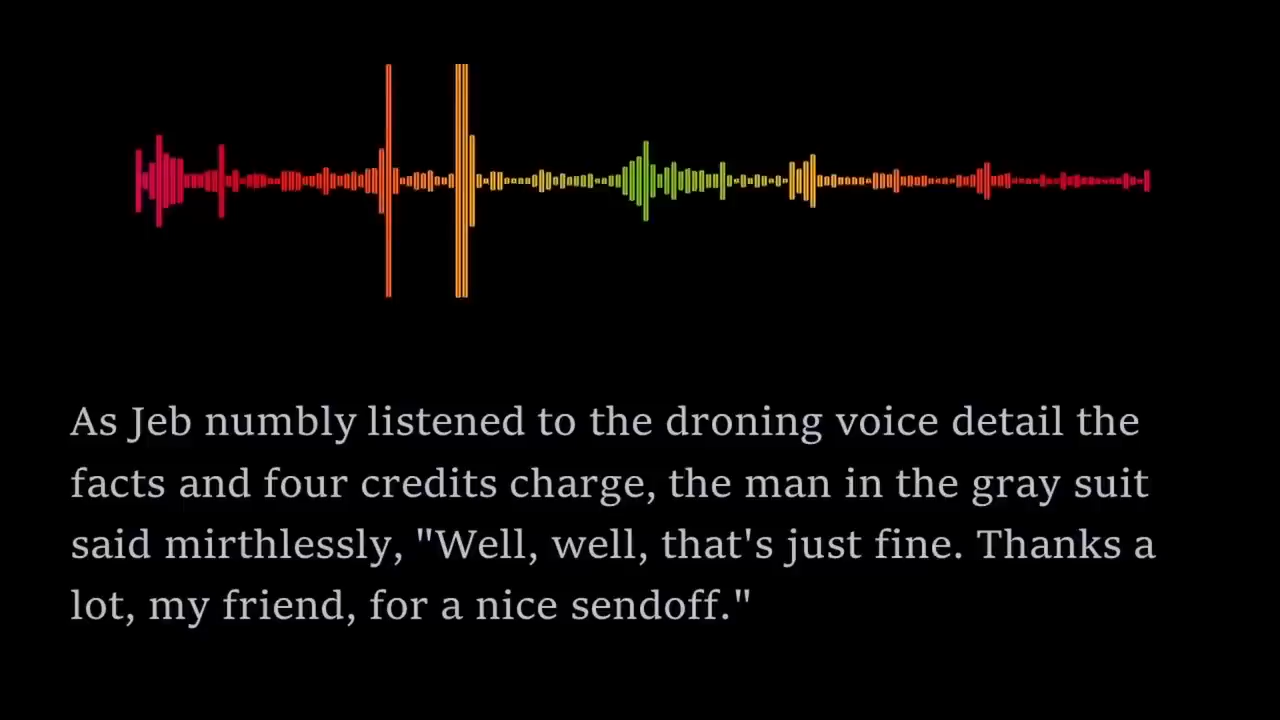 As Jeb numbly listened to the droning voice detail the
facts and four credits charge, the man in the gray suit
said mirthlessly, "Well, well, that's just fine. Thanks a
lot, my friend, for a nice sendoff."